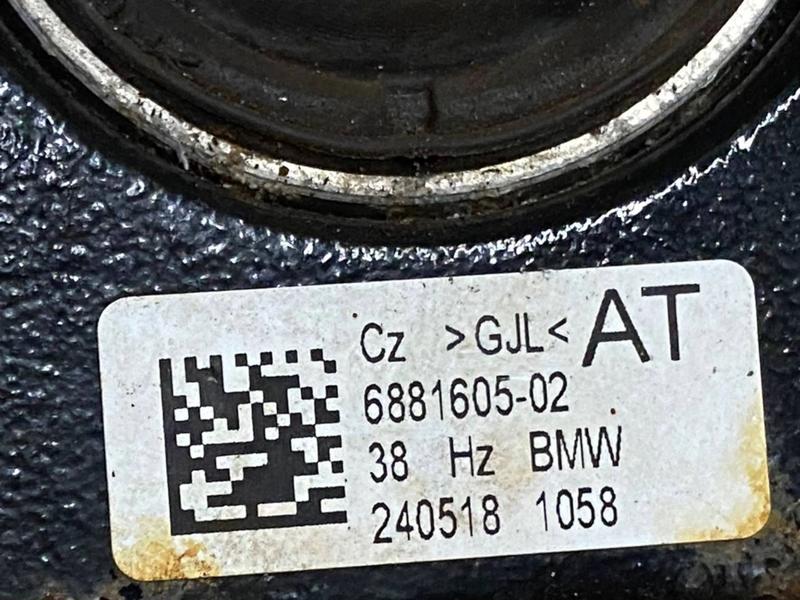 Cz >GJL< AT
6881605-02
38 Hz BMW
240518 1058